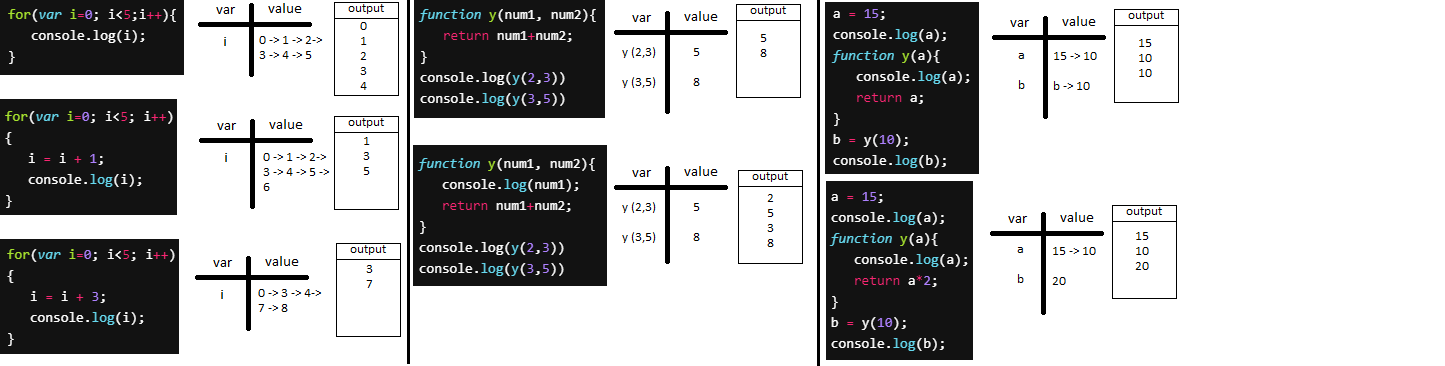 for(var i=0; i<5;i++){
console.log(i);
}
var value
i
0 -> 1 -> 2->
3 -> 4 -> 5
output
0
1
2
3
4
for(var i=0; i<5; i++)
{
i = i + 1;
console.log(i);
}
var value
i
0 -> 1 -> 2->
3 -> 4 -> 5 ->
6
output
1
3
5
for(var i=0; i<5; i++)
{
i = i + 3;
console.log(i);
}
var value
i
0 -> 3 -> 4->
7 -> 8
output
3
7
function y(num1, num2){
return num1+num2;
}
console.log(y(2,3))
console.log(y(3,5))
var value
y (2,3) 5
y (3,5) 8
output
5
8
function y(num1, num2){
console.log(num1);
return num1+num2;
}
console.log(y(2,3))
console.log(y(3,5))
var value
y (2,3) 5
y (3,5) 8
output
2
5
3
8
a = 15;
console.log(a);
function y(a){
console.log(a);
return a;
}
b = y(10);
console.log(b);
var value
a 15 -> 10
b b -> 10
output
15
10
10
a = 15;
console.log(a);
function y(a){
console.log(a);
return a*2;
}
b = y(10);
console.log(b);
var value
a 15 -> 10
b 20
output
15
10
20